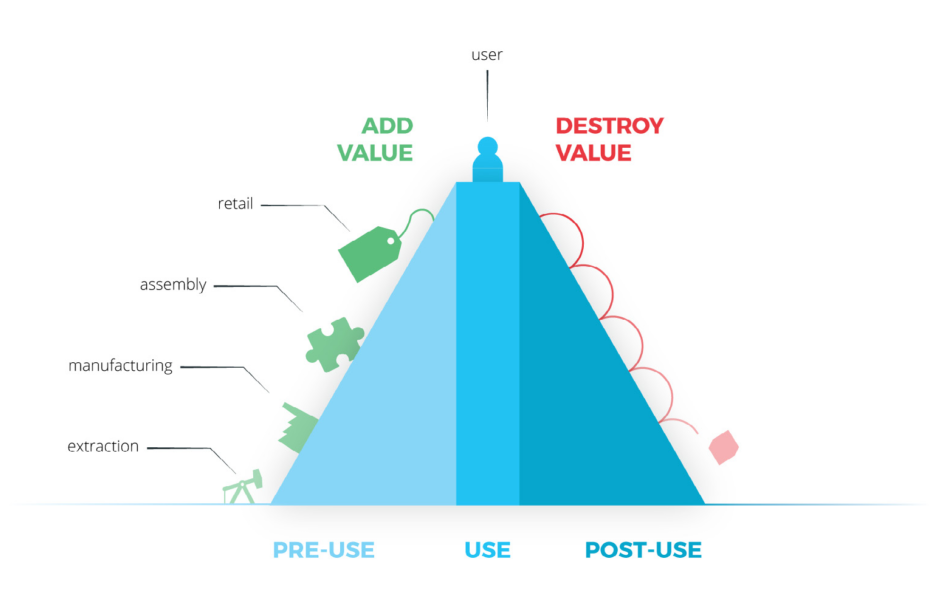 user
ADD
VALUE
DESTROY
VALUE
retail
assembly
manufacturing
extraction
PRE-USE
USE
POST-USE